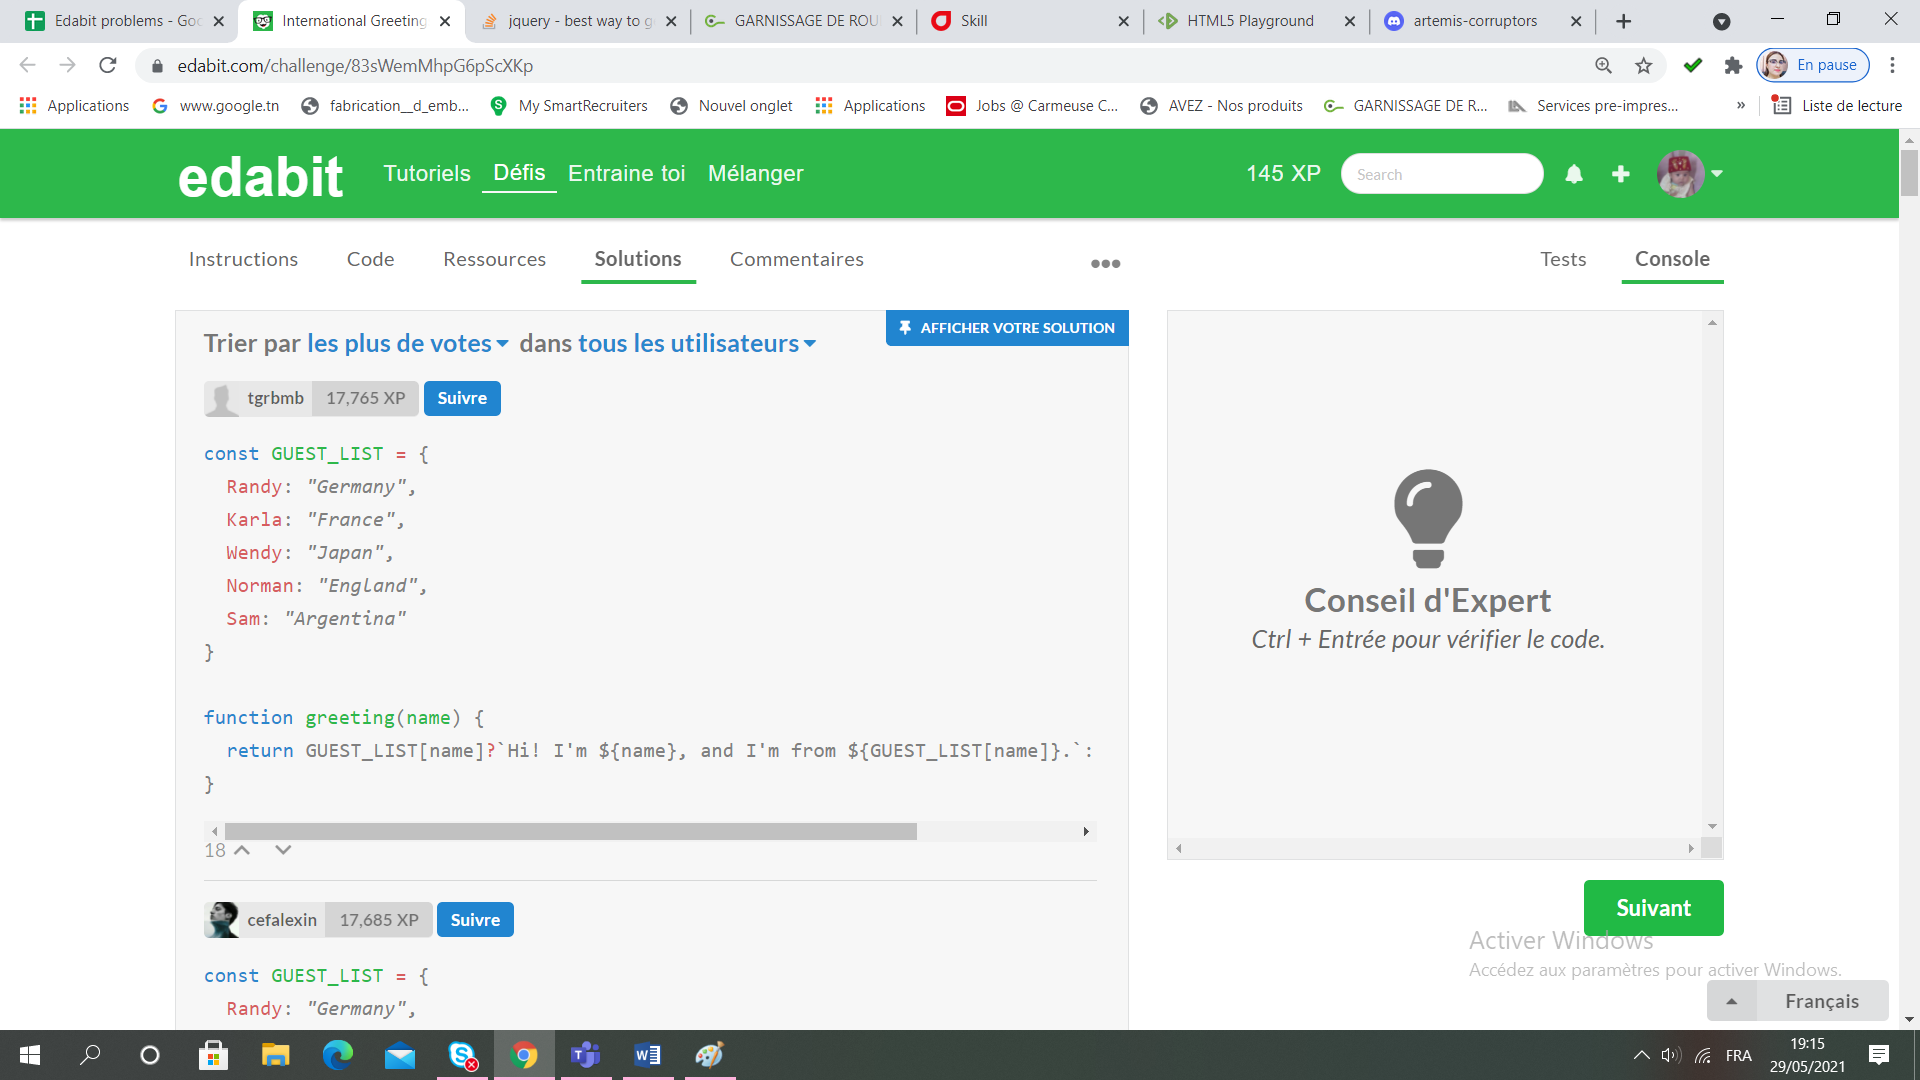 Edabit problems - Goo
International Greeting
jquery - best way to g
GARNISSAGE DE ROU
Skill
HTML5 Playground
artemis-corruptors
edabit.com/challenge/83sWemMhpG6pScXKp
En pause
Applications
www.google.tn
fabrication__d_emb...
My SmartRecruiters
Nouvel onglet
Applications
Jobs @ Carmeuse C...
AVEZ - Nos produits
GARNISSAGE DE R...
Services pre-impres...
»
Liste de lecture
edabit
Tutoriels
Défis
Entraine toi
Mélanger
145 XP
Search
Instructions
Code
Ressources
Solutions
Commentaires
Tests
Console
AFFICHER VOTRE SOLUTION
Trier par les plus de votes dans tous les utilisateurs
tgrbmb 17,765 XP Suivre
const GUEST_LIST = {
Randy: "Germany",
Karla: "France",
Wendy: "Japan",
Norman: "England",
Sam: "Argentina"
}
function greeting(name) {
return GUEST_LIST[name]?`Hi! I'm ${name}, and I'm from ${GUEST_LIST[name]}.`:
}
18
cefalexin 17,685 XP Suivre
const GUEST_LIST = {
Randy: "Germany",
Conseil d'Expert
Ctrl + Entrée pour vérifier le code.
Suivant
Activer Windows
Accédez aux paramètres pour activer Windows.
Français
FRA
19:15
29/05/2021